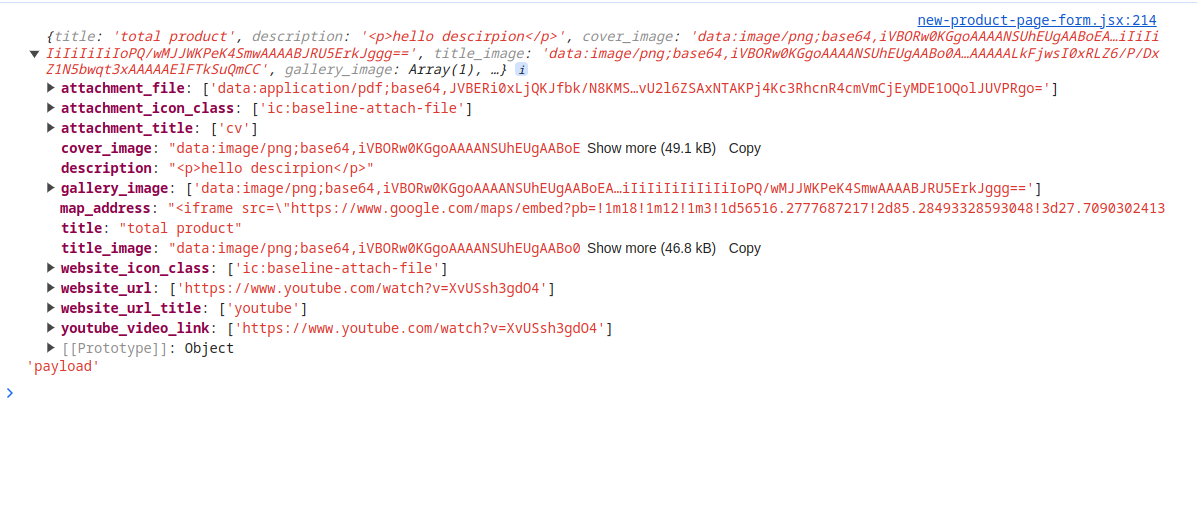 new-product-page-form.jsx:214
{title: 'total product', description: '<p>hello descirpion</p>', cover_image: 'data:image/png;base64,iVBORw0KGgoAAAANSUhEUgAABoEA…iIiIi
IiIiIiIiIoPQ/wMJJWKPeK4SmwAAAABJRU5ErkJggg==', title_image: 'data:image/png;base64,iVBORw0KGgoAAAANSUhEUgAABo0A…AAAAALkFjwsI0xRLZ6/P/Dx
Z1N5bwqt3xAAAAAElFTkSuQmCC', gallery_image: Array(1), …} i
attachment_file: ['data:application/pdf;base64,JVBERi0xLjQKJfbk/N8KMS…vU2l6ZSAxNTAKPj4Kc3RhcnR4cmVmCjEyMDE1OQolJUVPRgo=']
attachment_icon_class: ['ic:baseline-attach-file']
attachment_title: ['cv']
cover_image: "data:image/png;base64,iVBORw0KGgoAAAANSUhEUgAABoE Show more (49.1 kB) Copy
description: "<p>hello descirpion</p>"
gallery_image: ['data:image/png;base64,iVBORw0KGgoAAAANSUhEUgAABoEA…iIiIiIiIiIiIiIoPQ/wMJJWKPeK4SmwAAAABJRU5ErkJggg==']
map_address: "<iframe src=\"https://www.google.com/maps/embed?pb=!1m18!1m12!1m3!1d56516.2777687217!2d85.28493328593048!3d27.7090302413
title: "total product"
title_image: "data:image/png;base64,iVBORw0KGgoAAAANSUhEUgAABo0 Show more (46.8 kB) Copy
website_icon_class: ['ic:baseline-attach-file']
website_url: ['https://www.youtube.com/watch?v=XvUSsh3gdO4']
website_url_title: ['youtube']
youtube_video_link: ['https://www.youtube.com/watch?v=XvUSsh3gdO4']
[[Prototype]]: Object
'payload'